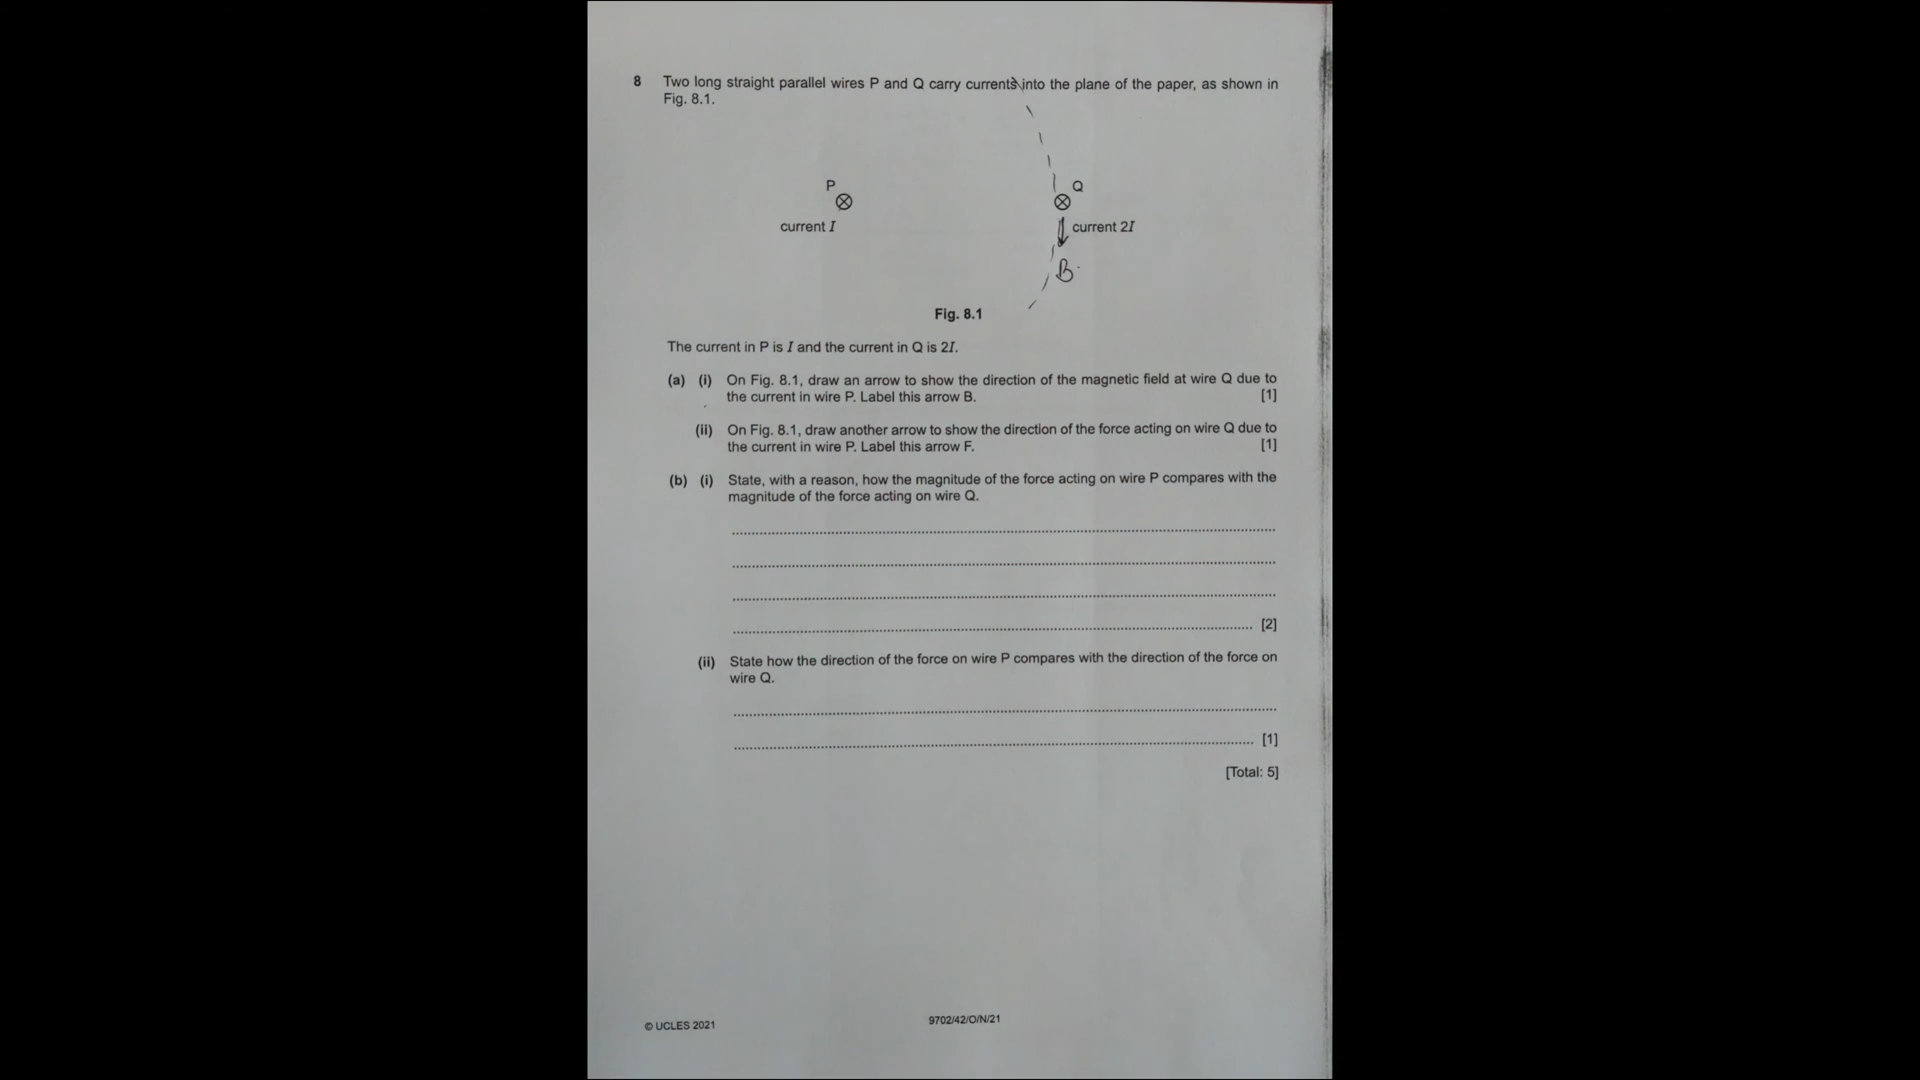 8 Two long straight parallel wires P and Q carry currents into the plane of the paper, as shown in
Fig. 8.1.
P
Q
current I
current 2I
B
Fig. 8.1
The current in P is I and the current in Q is 2I.
(a) (i) On Fig. 8.1, draw an arrow to show the direction of the magnetic field at wire Q due to
the current in wire P. Label this arrow B. [1]
(ii) On Fig. 8.1, draw another arrow to show the direction of the force acting on wire Q due to
the current in wire P. Label this arrow F. [1]
(b) (i) State, with a reason, how the magnitude of the force acting on wire P compares with the
magnitude of the force acting on wire Q.
[2]
(ii) State how the direction of the force on wire P compares with the direction of the force on
wire Q.
[1]
[Total: 5]
© UCLES 2021
9702/42/O/N/21